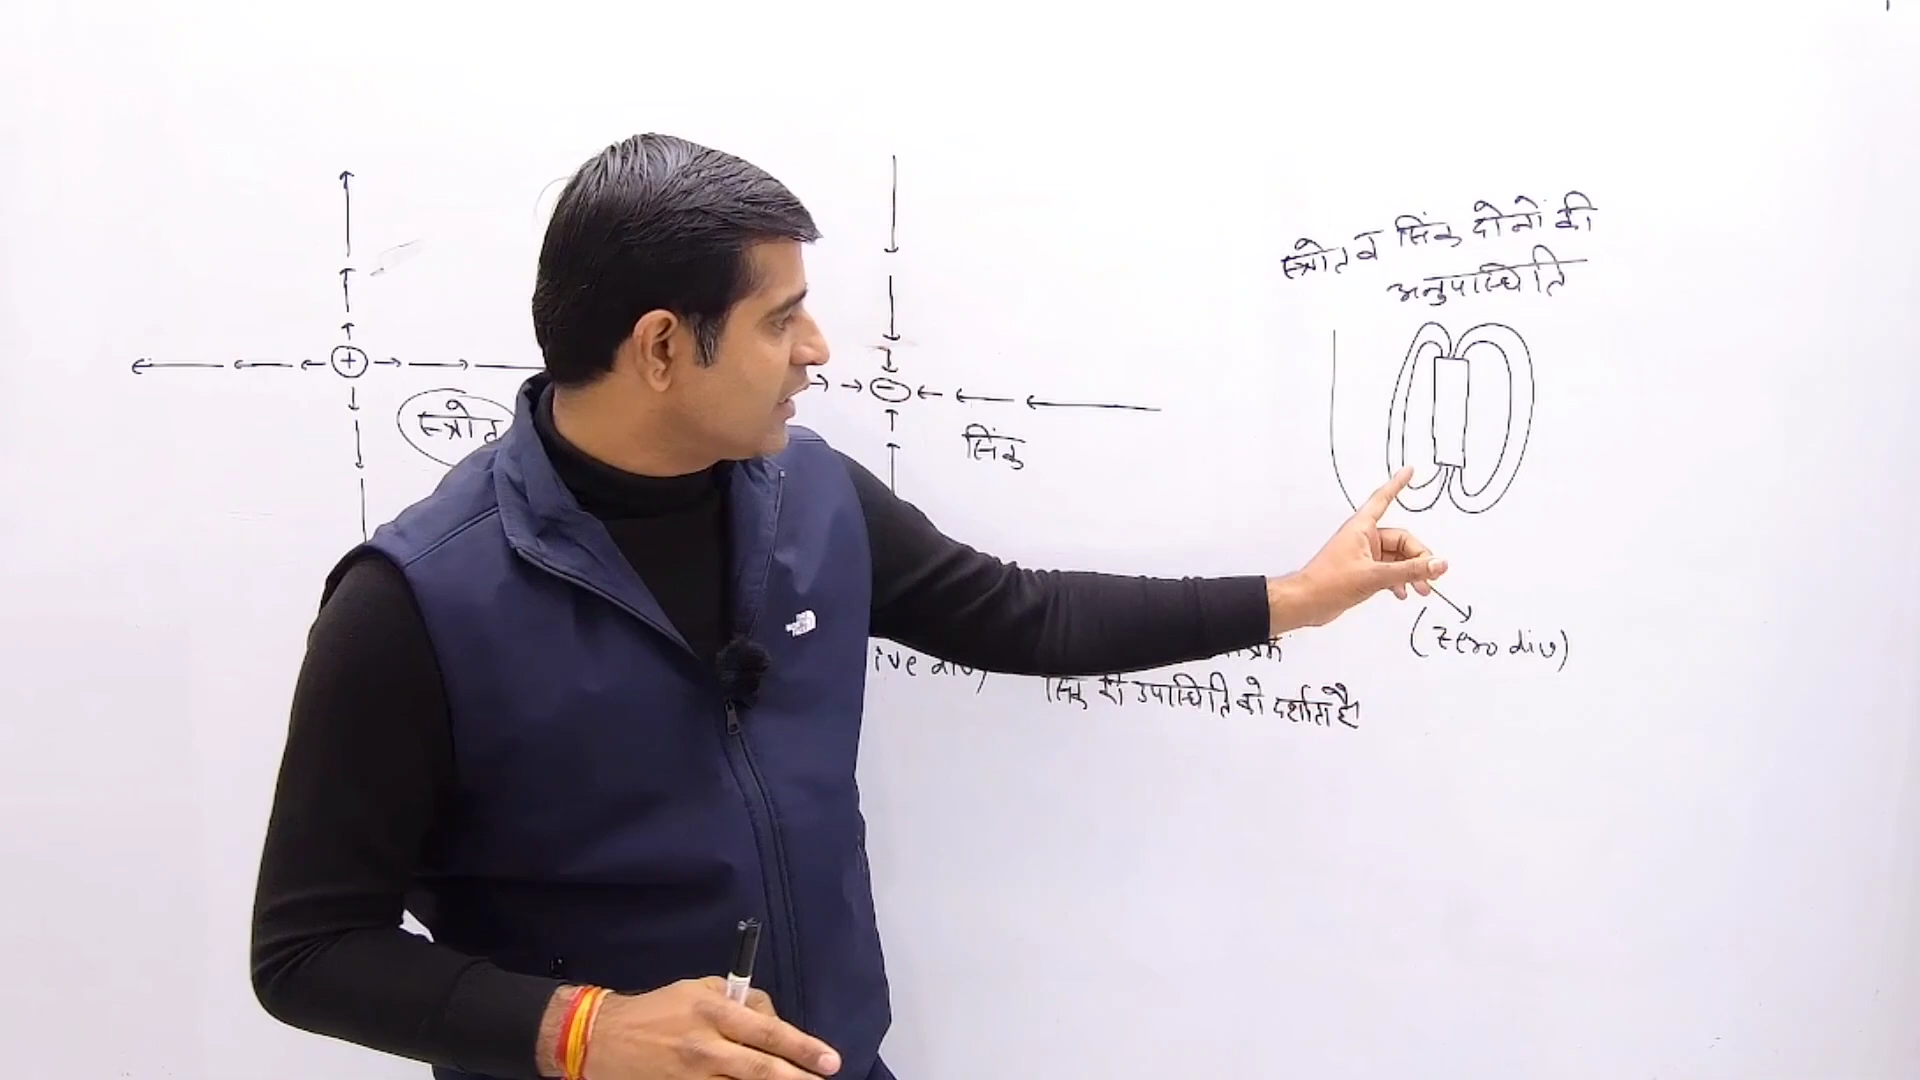 स्त्रोत व सिंक दोनों की
अनुपस्थिति
+
-
स्त्रोत
सिंक
(zero div)
ive div)
सिंक की उपस्थिति को दर्शाता है